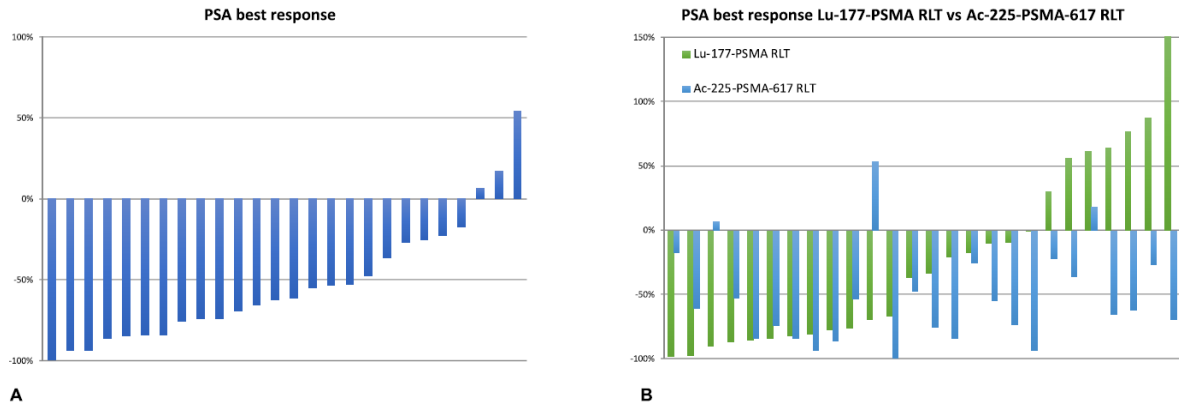 PSA best response
100%
50%
0%
-50%
-100%
A
PSA best response Lu-177-PSMA RLT vs Ac-225-PSMA-617 RLT
150%
Lu-177-PSMA RLT
100%
Ac-225-PSMA-617 RLT
50%
0%
-50%
-100%
B